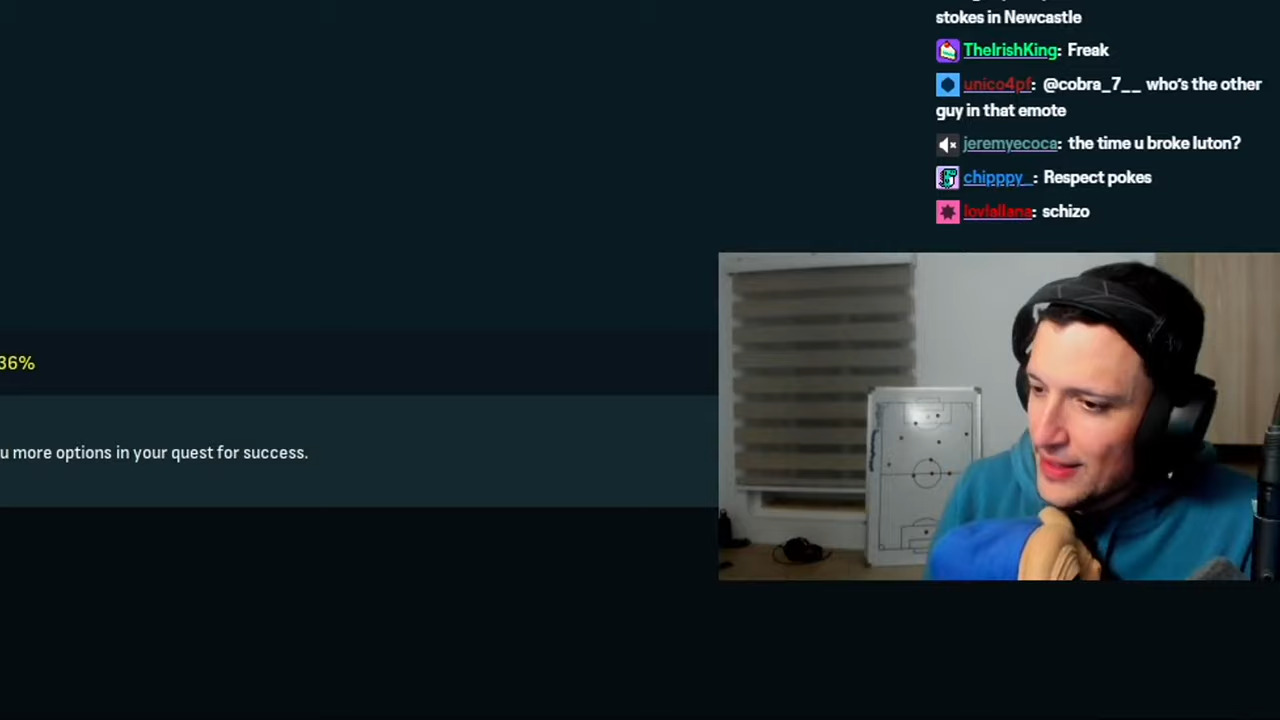 stokes in Newcastle
TheIrishKing: Freak
unico4pf: @cobra_7__ who's the other
guy in that emote
jeremyecoca: the time u broke luton?
chipppy_: Respect pokes
lovlallana: schizo
36%
u more options in your quest for success.